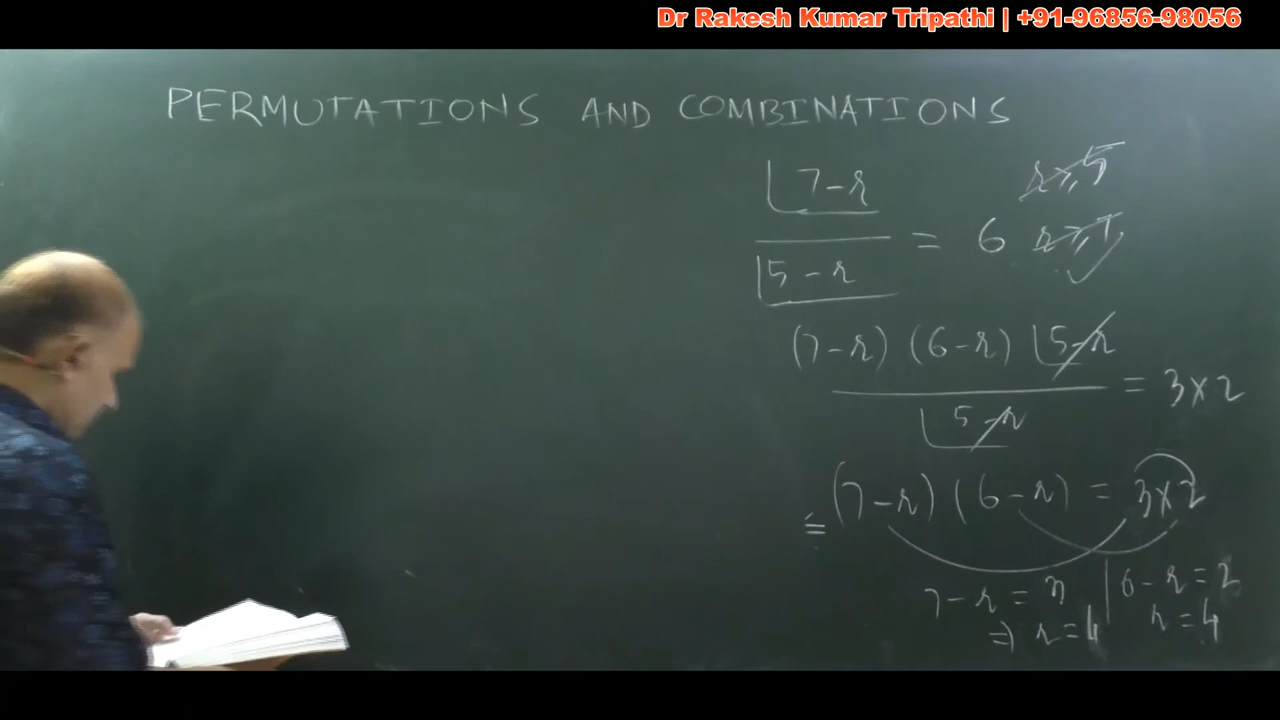 Dr Rakesh Kumar Tripathi | +91-96856-98056
PERMUTATIONS AND COMBINATIONS
7-r
= 6
5-r
(7-r) (6-r) 5-r
= 3×2
5-r
(7-r) (6-r) = 3×2
7-r = 3 | 6-r = 2
⇒ r = 4 r = 4